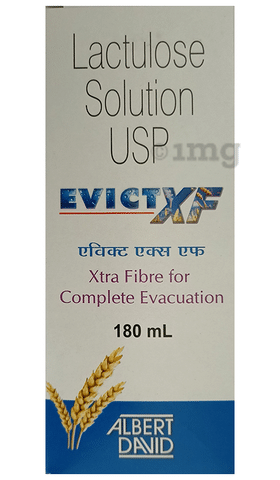 Lactulose
Solution
USP
1mg
EVICT XF
एविक्ट एक्स एफ
Xtra Fibre for
Complete Evacuation
180 mL
ALBERT
DAVID